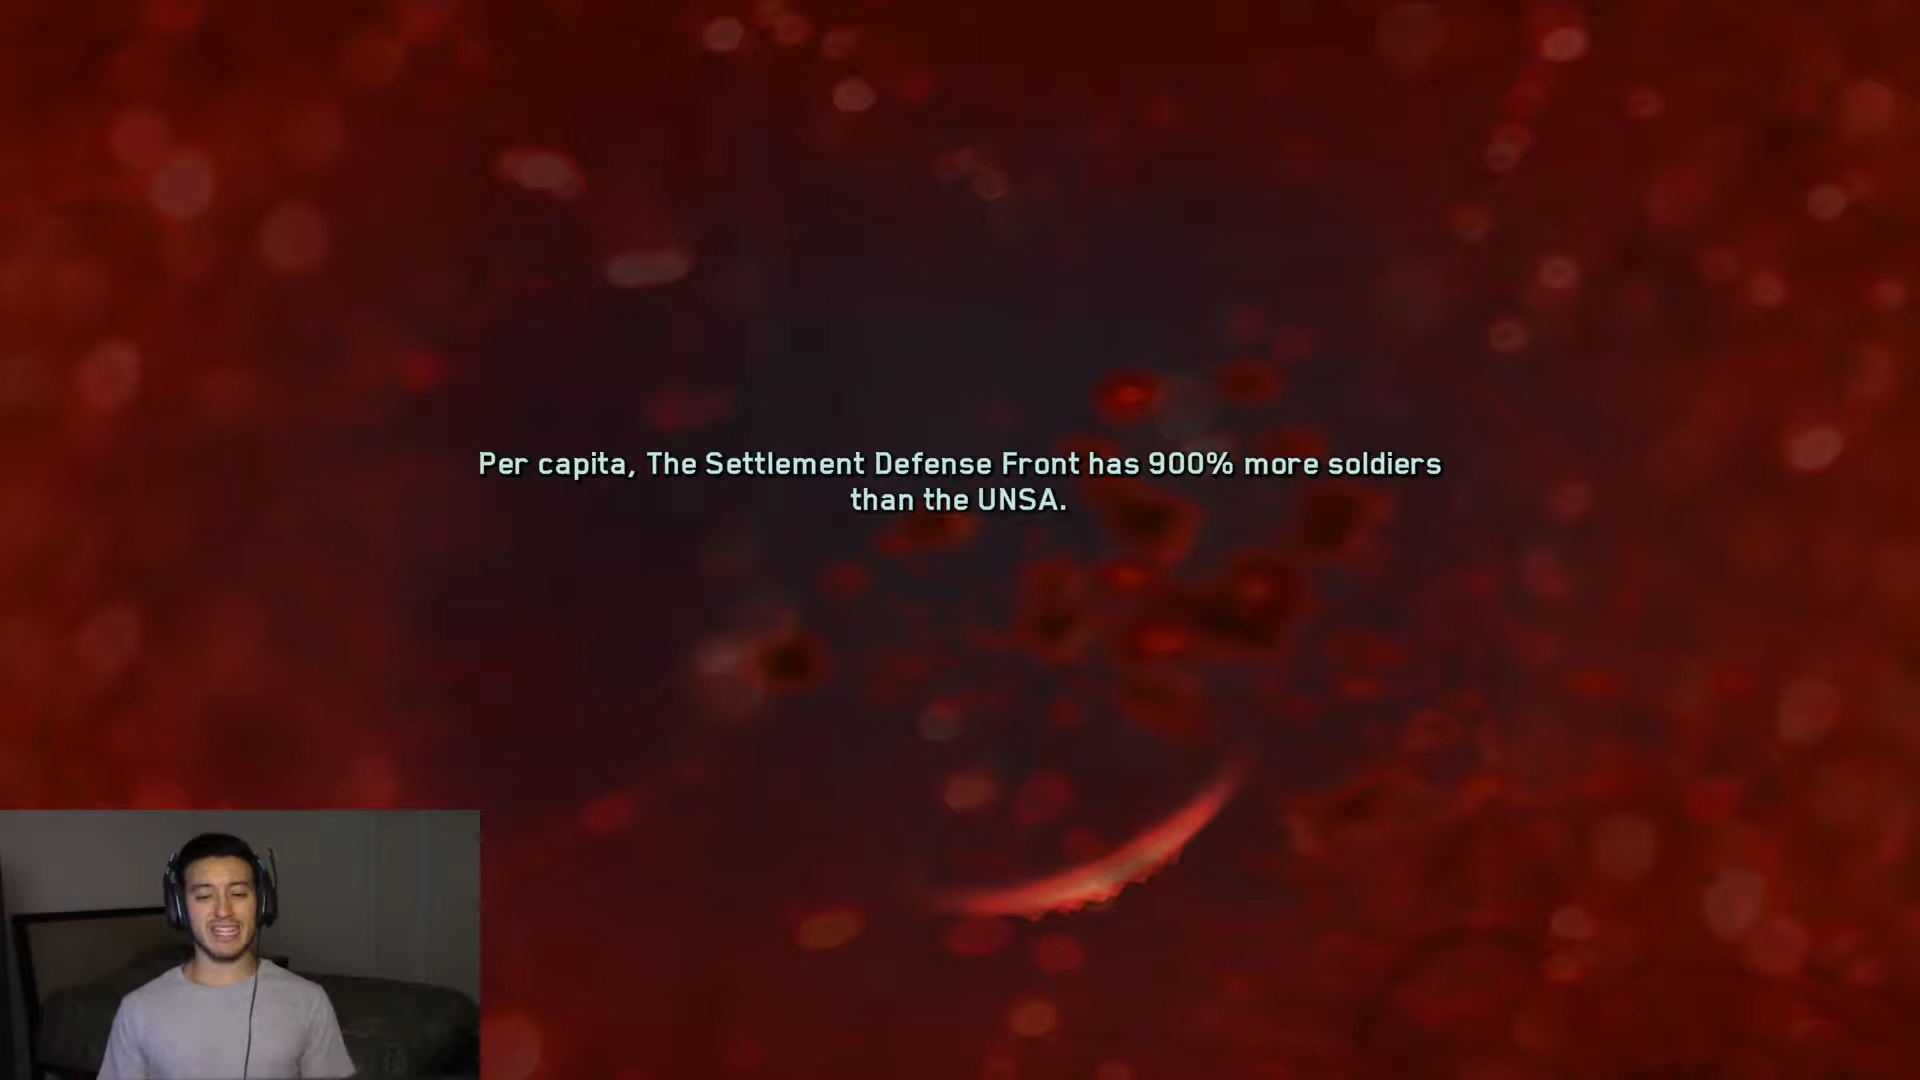 Per capita, The Settlement Defense Front has 900% more soldiers
than the UNSA.